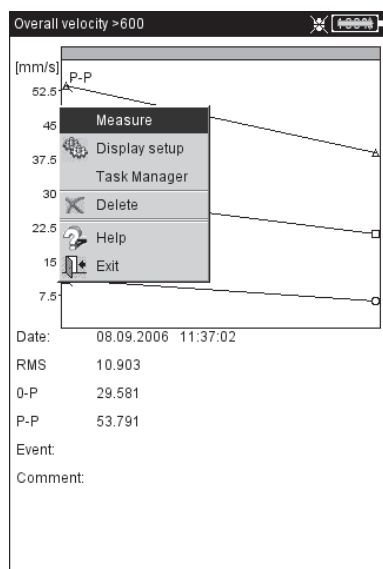 Overall velocity >600
100%
[mm/s]
P-P
52.5
45
37.5
30
22.5
15
7.5
Measure
Display setup
Task Manager
Delete
Help
Exit
Date: 08.09.2006 11:37:02
RMS 10.903
0-P 29.581
P-P 53.791
Event:
Comment: